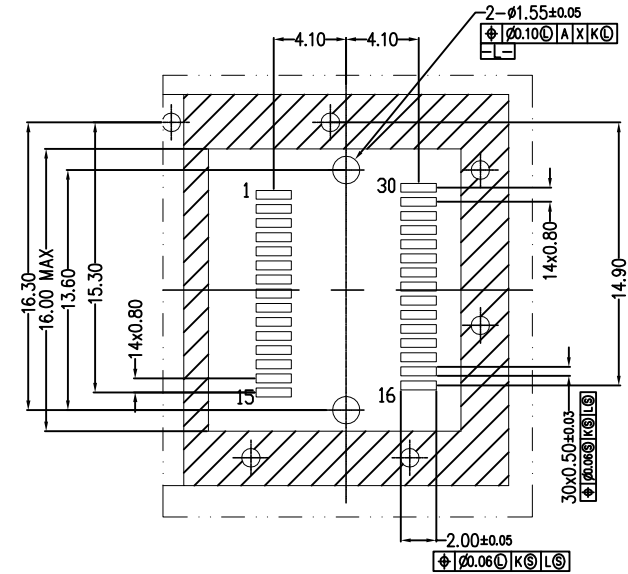 2-ø1.55±0.05
⌖ Ø0.10Ⓛ A X KⓁ
-L-
4.10 4.10
1
30
14x0.80
16.30
16.00 MAX
13.60
15.30
14.90
14x0.80
15
16
30x0.50±0.03
⌖ Ø0.06Ⓢ KⓈ LⓈ
2.00±0.05
⌖ Ø0.06Ⓛ KⓈ LⓈ